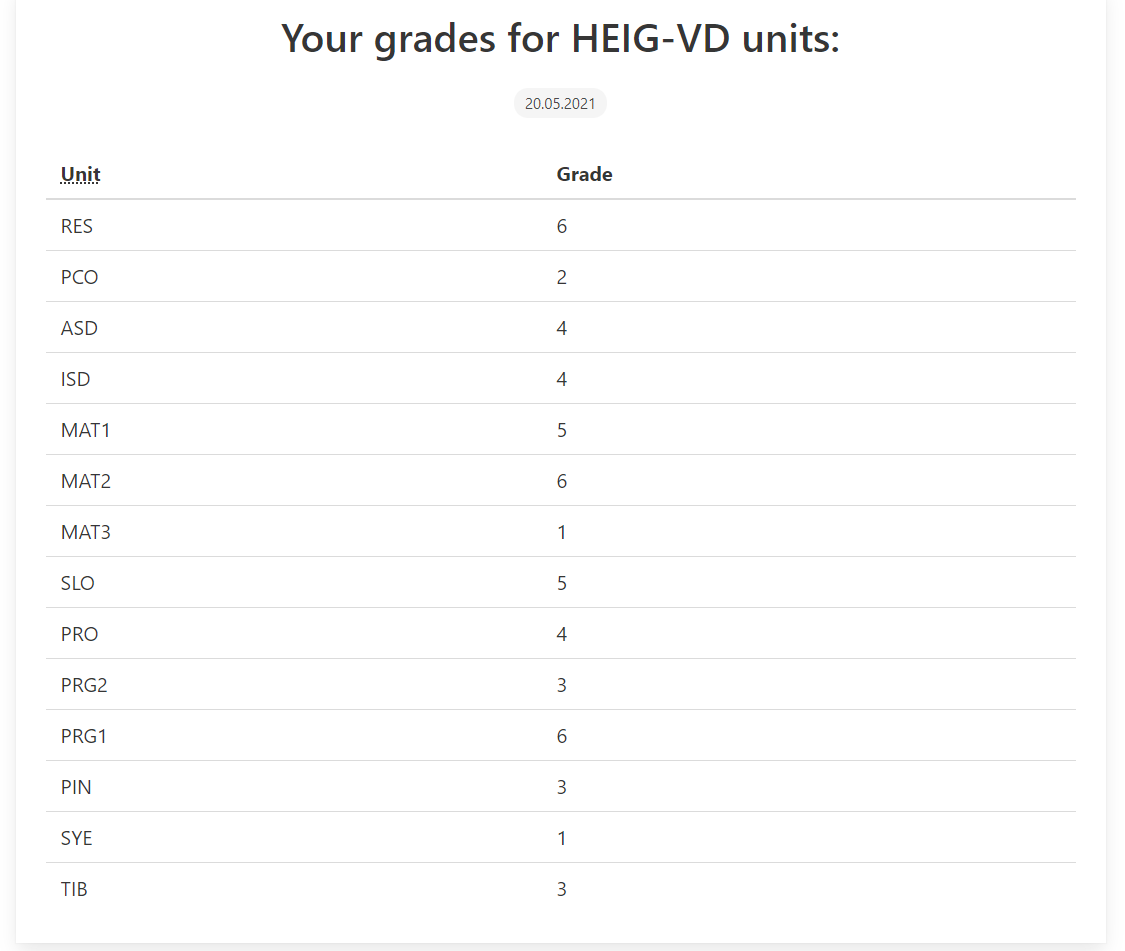 Your grades for HEIG-VD units:
20.05.2021
Unit Grade
RES 6
PCO 2
ASD 4
ISD 4
MAT1 5
MAT2 6
MAT3 1
SLO 5
PRO 4
PRG2 3
PRG1 6
PIN 3
SYE 1
TIB 3